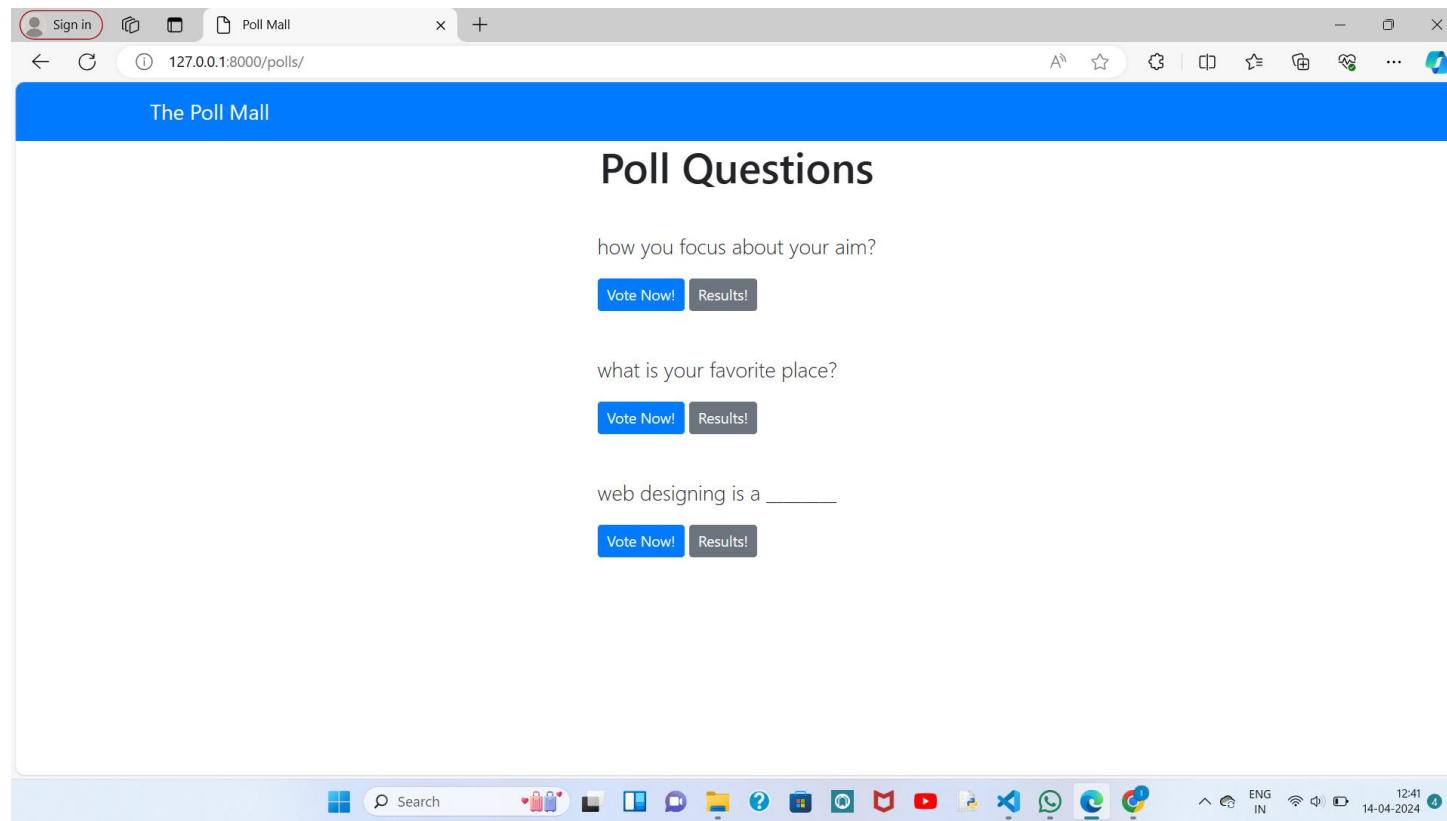 Sign in
Poll Mall
127.0.0.1:8000/polls/
The Poll Mall
Poll Questions
how you focus about your aim?
Vote Now! Results!
what is your favorite place?
Vote Now! Results!
web designing is a ________
Vote Now! Results!
Search
ENG
IN
12:41
14-04-2024
4